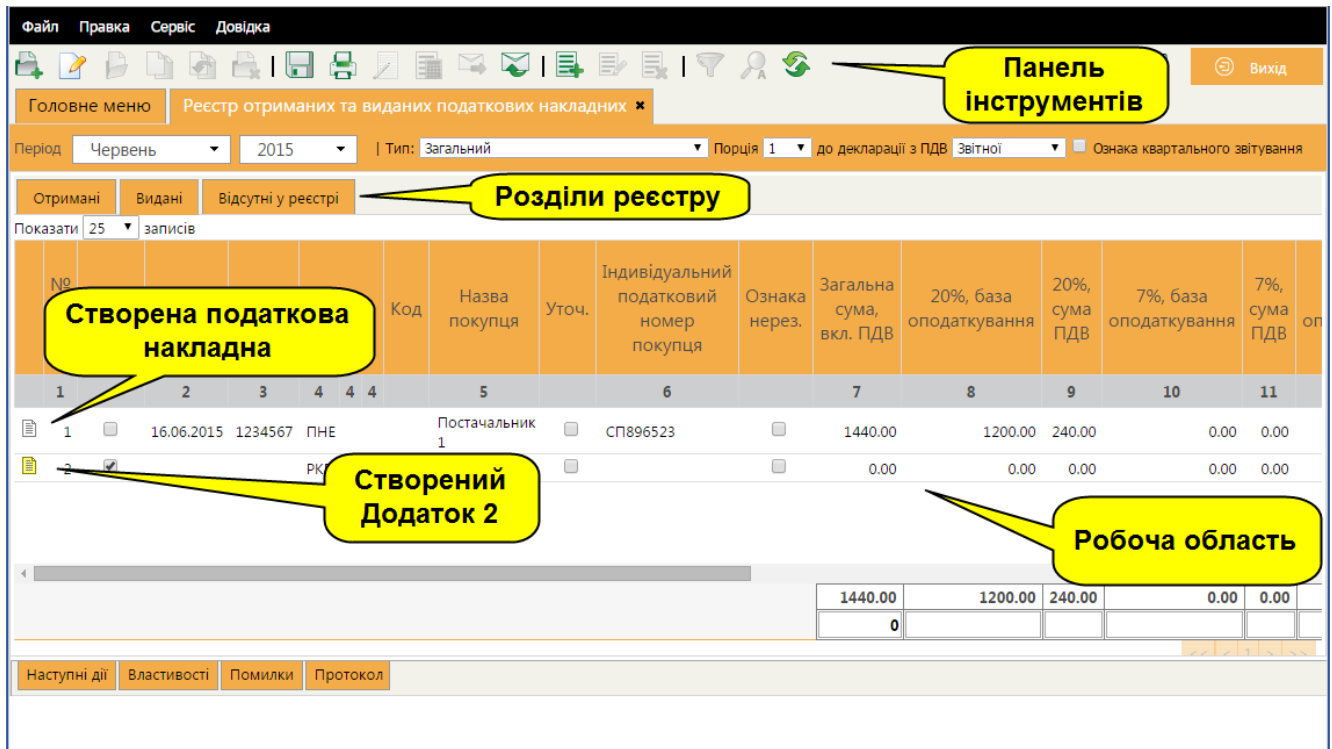 Файл Правка Сервіс Довідка
Панель
інструментів
Вихід
Головне меню Реєстр отриманих та виданих податкових накладних ×
Період Червень 2015 | Тип: Загальний Порція 1 до декларації з ПДВ Звітної Ознака квартального звітування
Отримані Видані Відсутні у реєстрі
Розділи реєстру
Показати 25 записів
№
Код
Назва
покупця
Уточ.
Індивідуальний
податковий
номер
покупця
Ознака
нерез.
Загальна
сума,
вкл. ПДВ
20%, база
оподаткування
20%,
сума
ПДВ
7%, база
оподаткування
7%,
сума
ПДВ
оп
Створена податкова
накладна
1 2 3 4 4 4 5 6 7 8 9 10 11
1 16.06.2015 1234567 ПНЕ Постачальник
1
СП896523 1440.00 1200.00 240.00 0.00 0.00
2 0.00 0.00 0.00 0.00 0.00
Створений
Додаток 2
Робоча область
1440.00 1200.00 240.00 0.00 0.00
0
<< < 1 > >>
Наступні дії Властивості Помилки Протокол